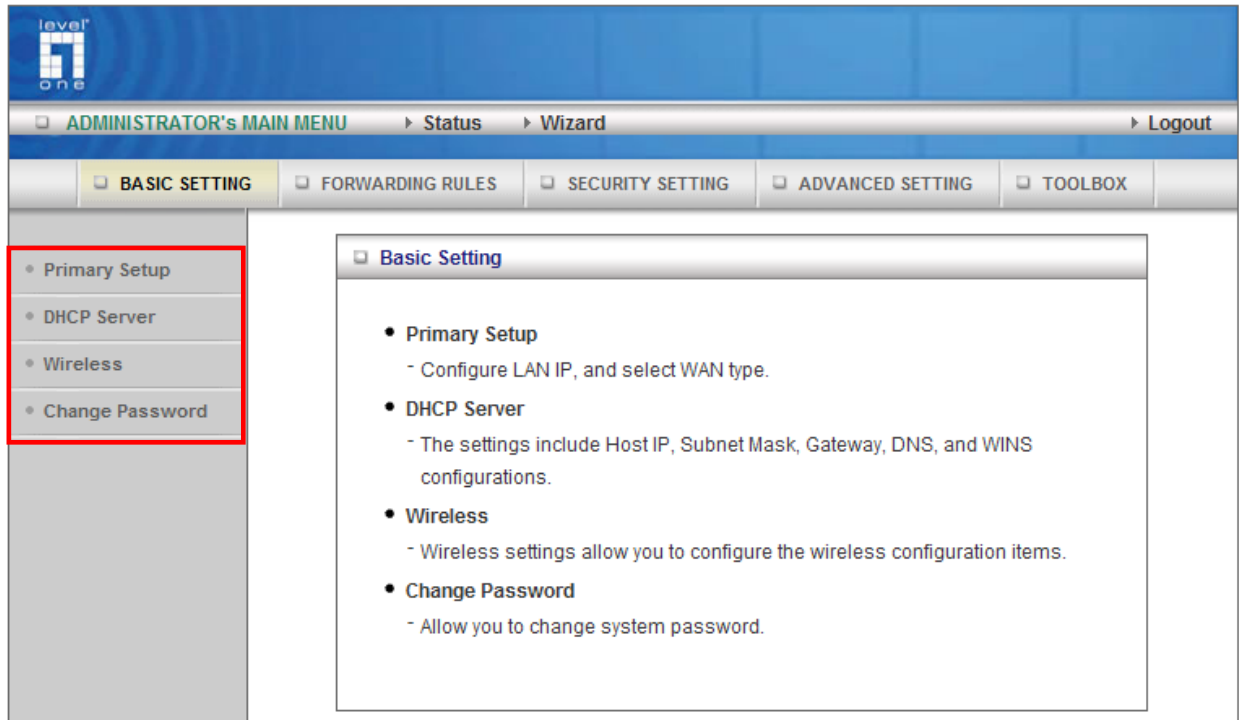 level
one
ADMINISTRATOR's MAIN MENU Status Wizard Logout
BASIC SETTING FORWARDING RULES SECURITY SETTING ADVANCED SETTING TOOLBOX
Primary Setup
DHCP Server
Wireless
Change Password
Basic Setting
• Primary Setup
- Configure LAN IP, and select WAN type.
• DHCP Server
- The settings include Host IP, Subnet Mask, Gateway, DNS, and WINS
configurations.
• Wireless
- Wireless settings allow you to configure the wireless configuration items.
• Change Password
- Allow you to change system password.